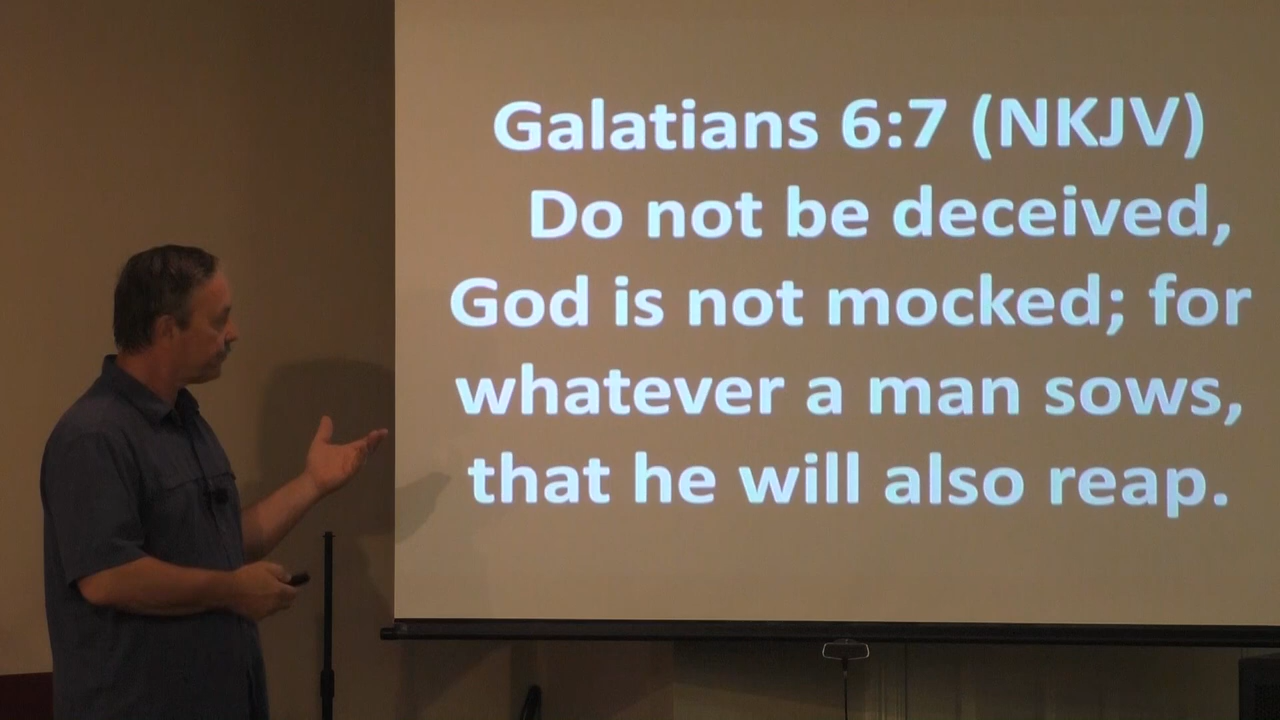 Galatians 6:7 (NKJV)
Do not be deceived,
God is not mocked; for
whatever a man sows,
that he will also reap.